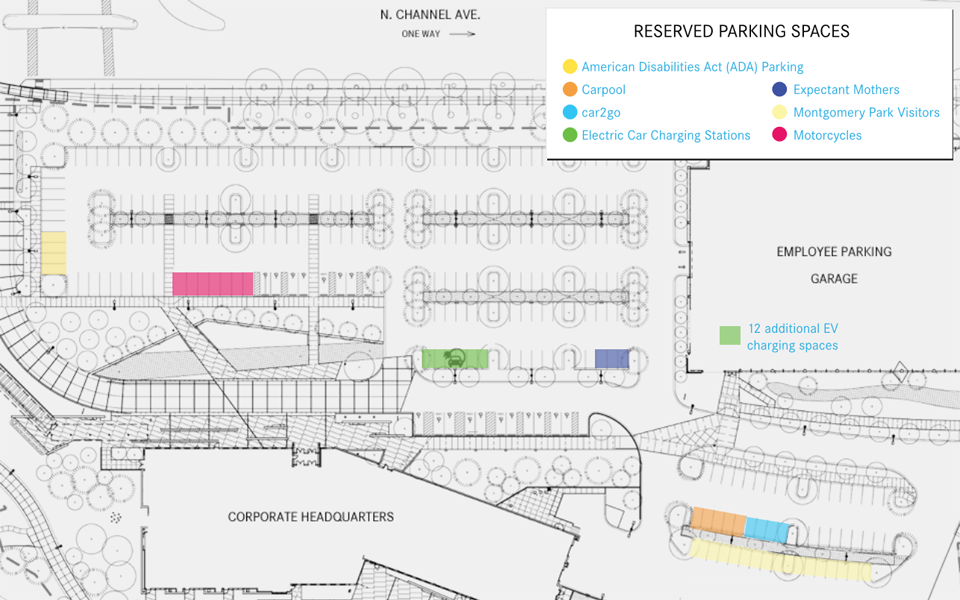 N. CHANNEL AVE.
ONE WAY
RESERVED PARKING SPACES
American Disabilities Act (ADA) Parking
Carpool
car2go
Electric Car Charging Stations
Expectant Mothers
Montgomery Park Visitors
Motorcycles
EMPLOYEE PARKING
GARAGE
12 additional EV
charging spaces
CORPORATE HEADQUARTERS